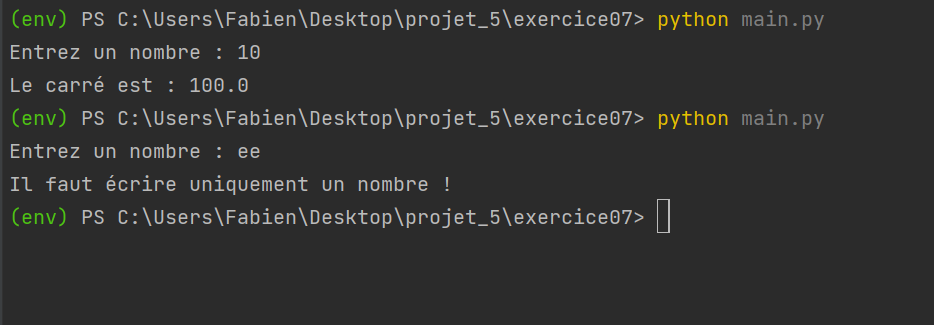 (env) PS C:\Users\Fabien\Desktop\projet_5\exercice07> python main.py
Entrez un nombre : 10
Le carré est : 100.0
(env) PS C:\Users\Fabien\Desktop\projet_5\exercice07> python main.py
Entrez un nombre : ee
Il faut écrire uniquement un nombre !
(env) PS C:\Users\Fabien\Desktop\projet_5\exercice07>